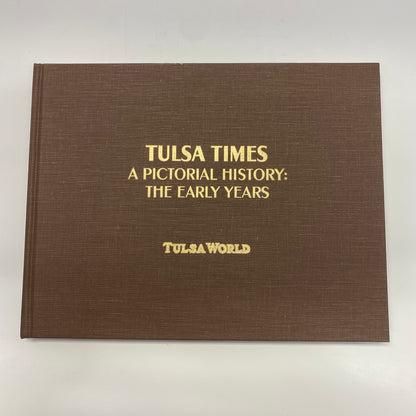 TULSA TIMES
A PICTORIAL HISTORY:
THE EARLY YEARS
TULSA WORLD